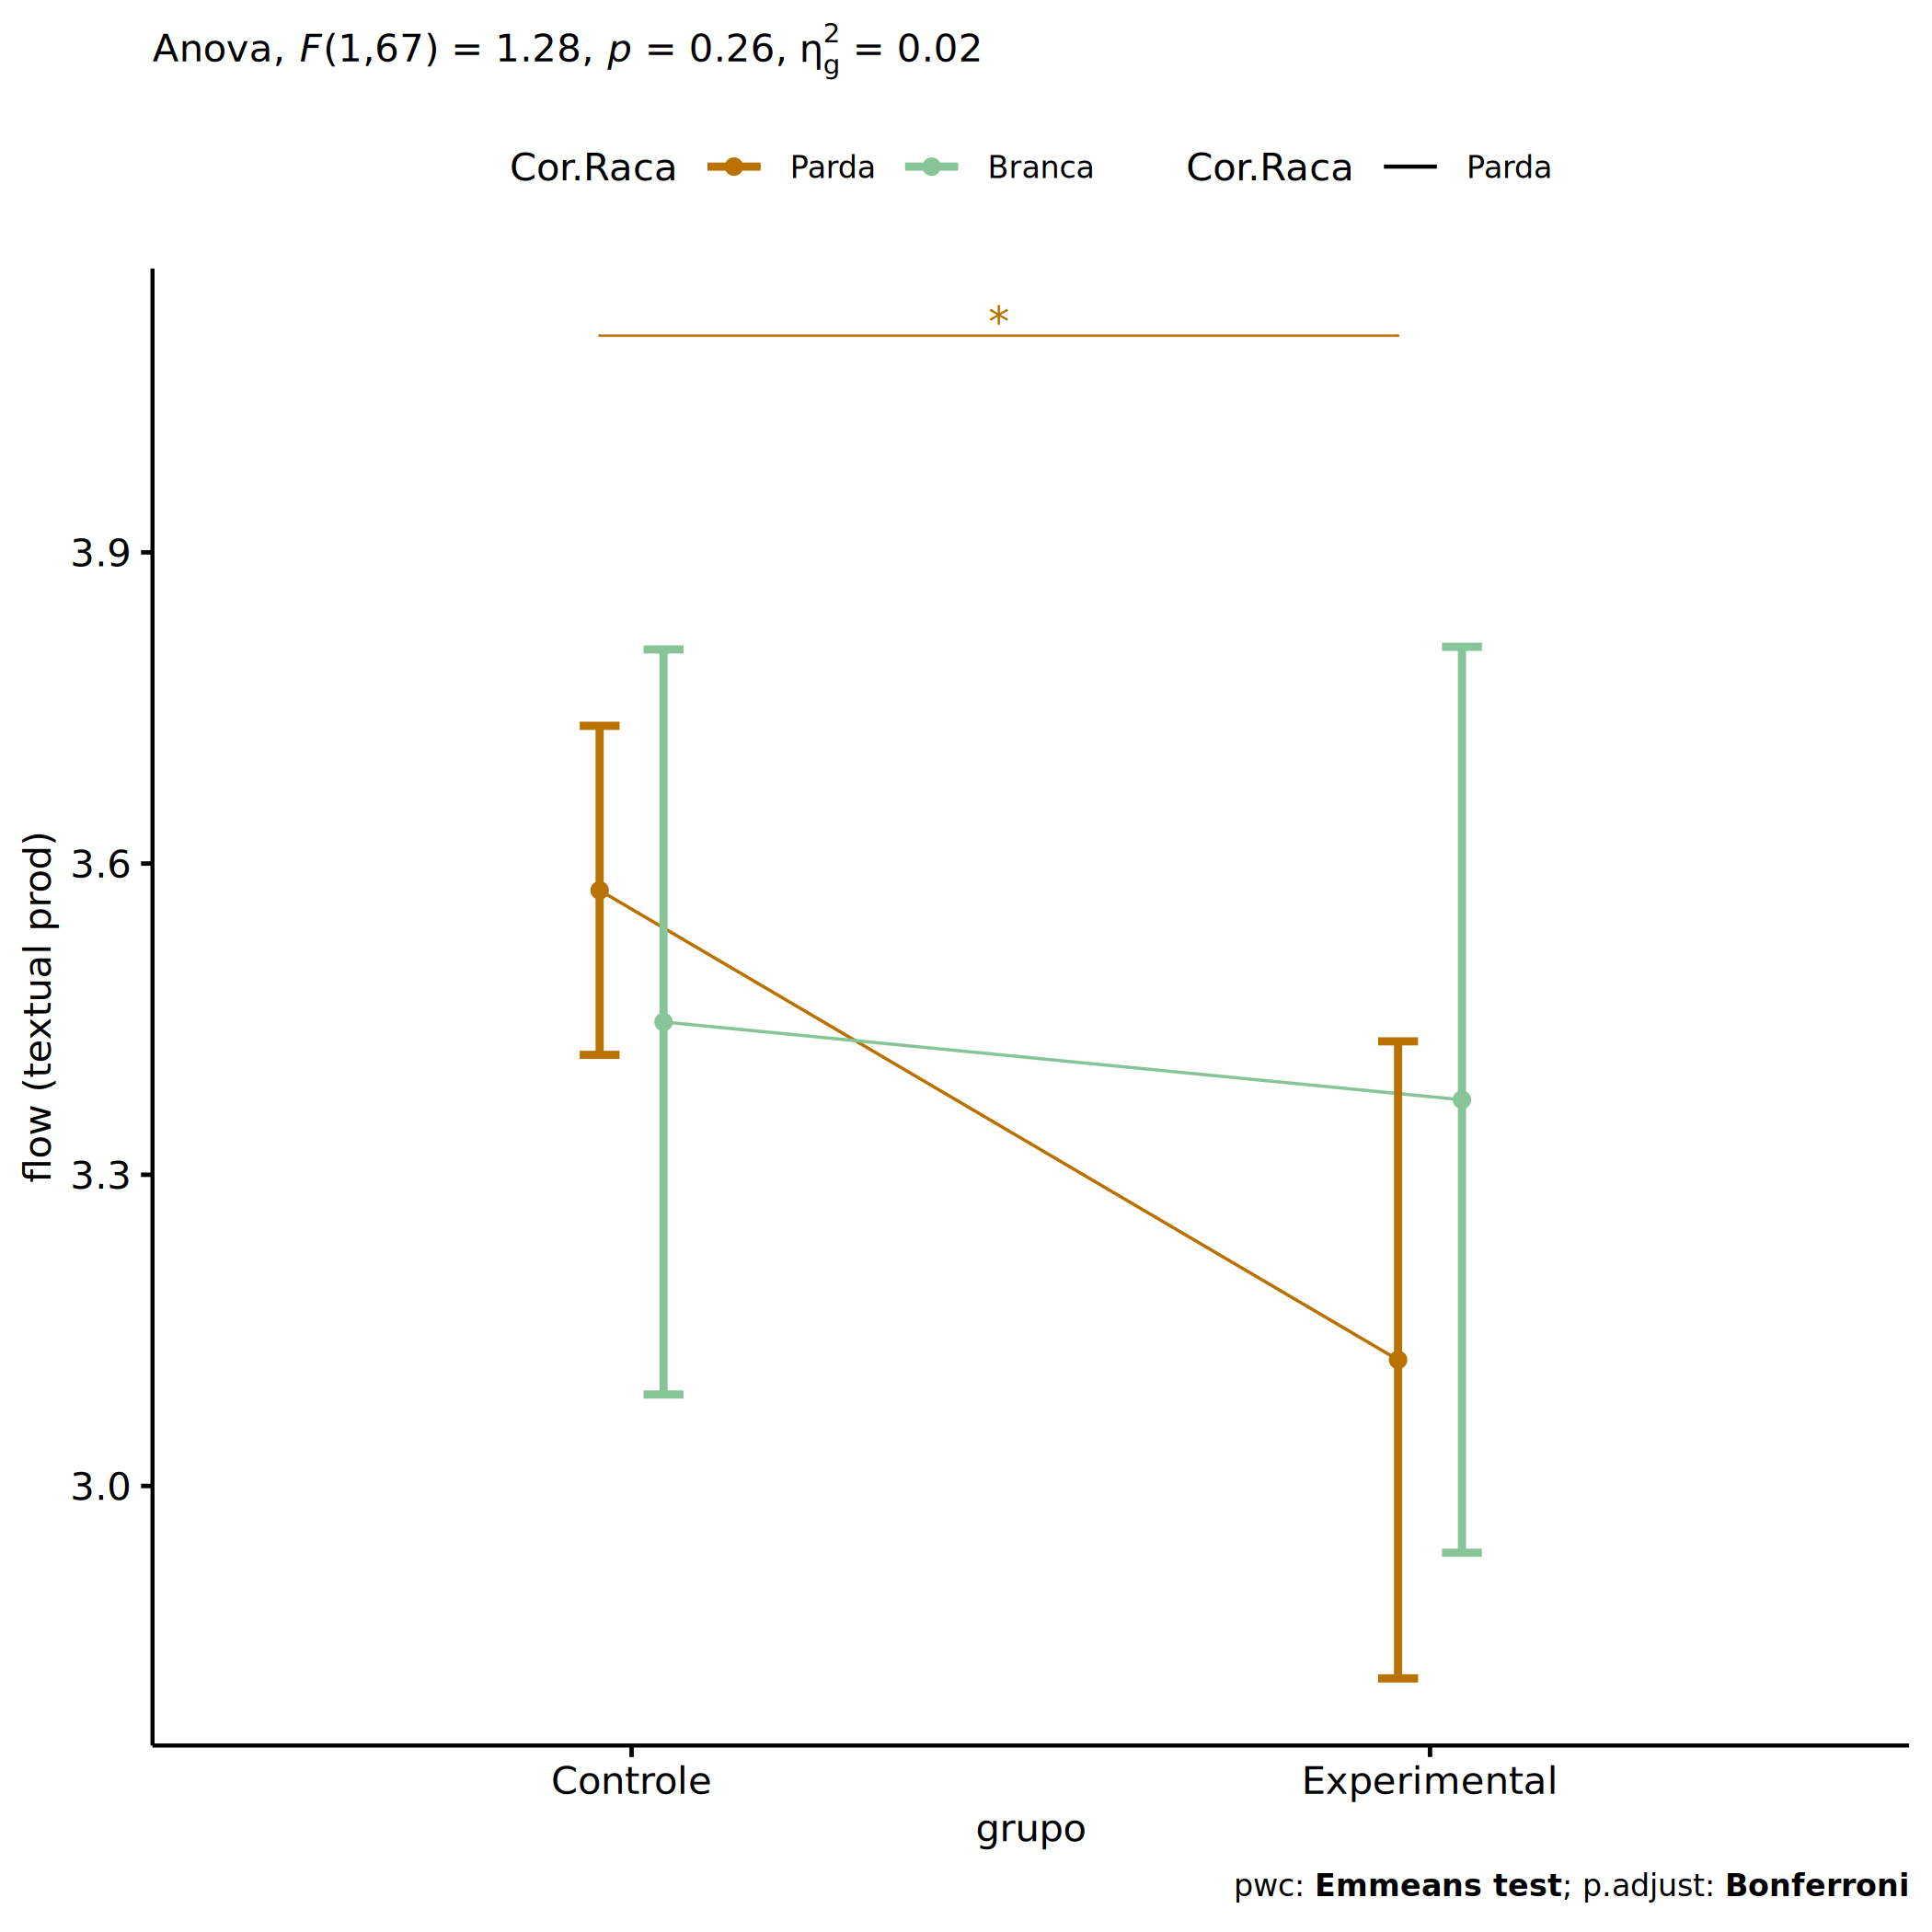 Anova, F(1,67) = 1.28, p = 0.26, η²g = 0.02
Cor.Raca Parda Branca Cor.Raca Parda
*
3.9
3.6
3.3
3.0
flow (textual prod)
Controle Experimental
grupo
pwc: Emmeans test; p.adjust: Bonferroni